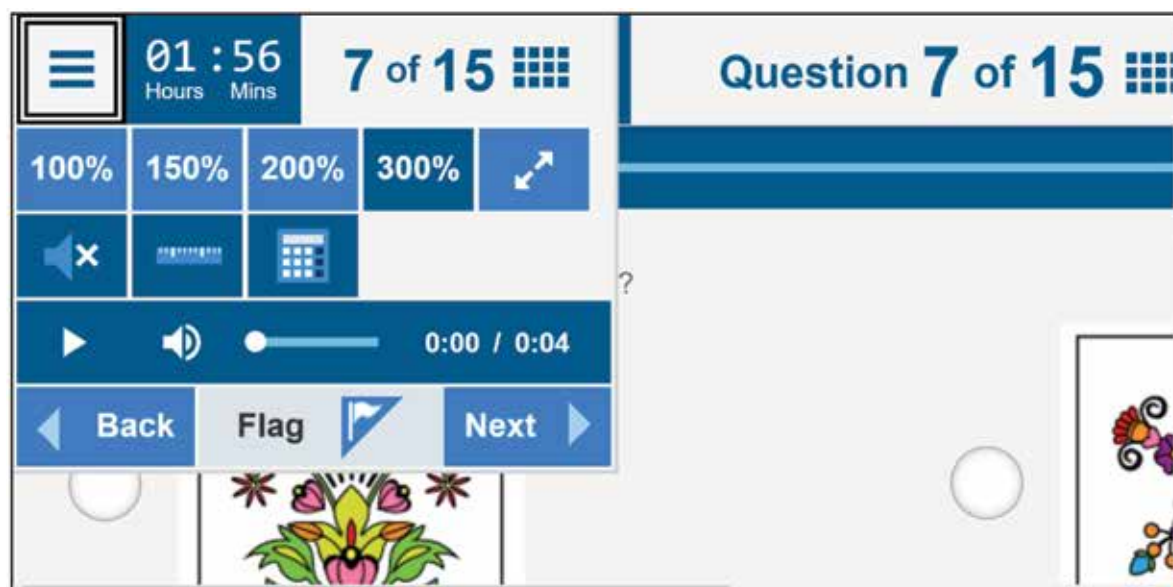 01 : 56
Hours Mins
7 of 15
Question 7 of 15
100% 150% 200% 300%
?
0:00 / 0:04
Back Flag Next